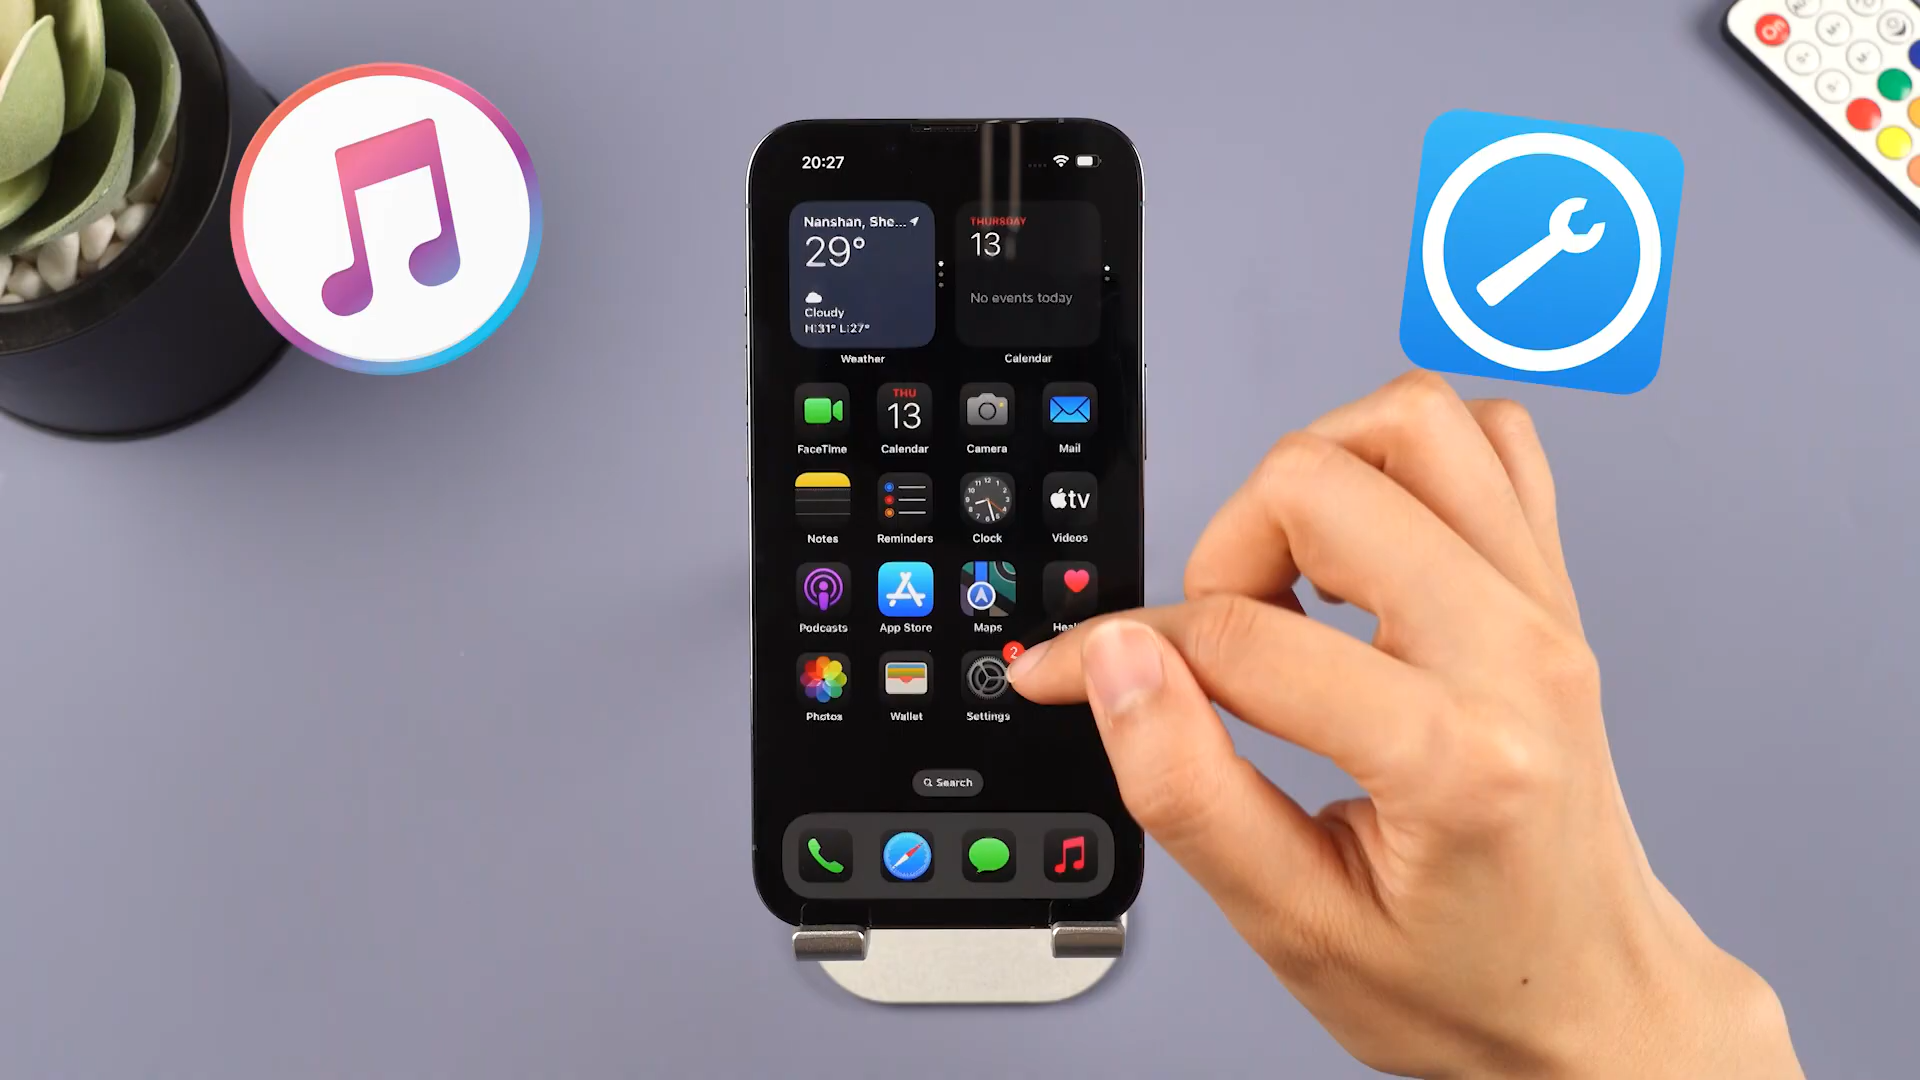 20:27
Nanshan, She...
29°
Cloudy
H:31° L:27°
Weather
THURSDAY
13
No events today
Calendar
FaceTime
THU
13
Calendar
Camera
Mail
Notes
Reminders
Clock
tv
Videos
Podcasts
App Store
Maps
Photos
Wallet
2
Settings
Search
On
M+
M-
S+
S-